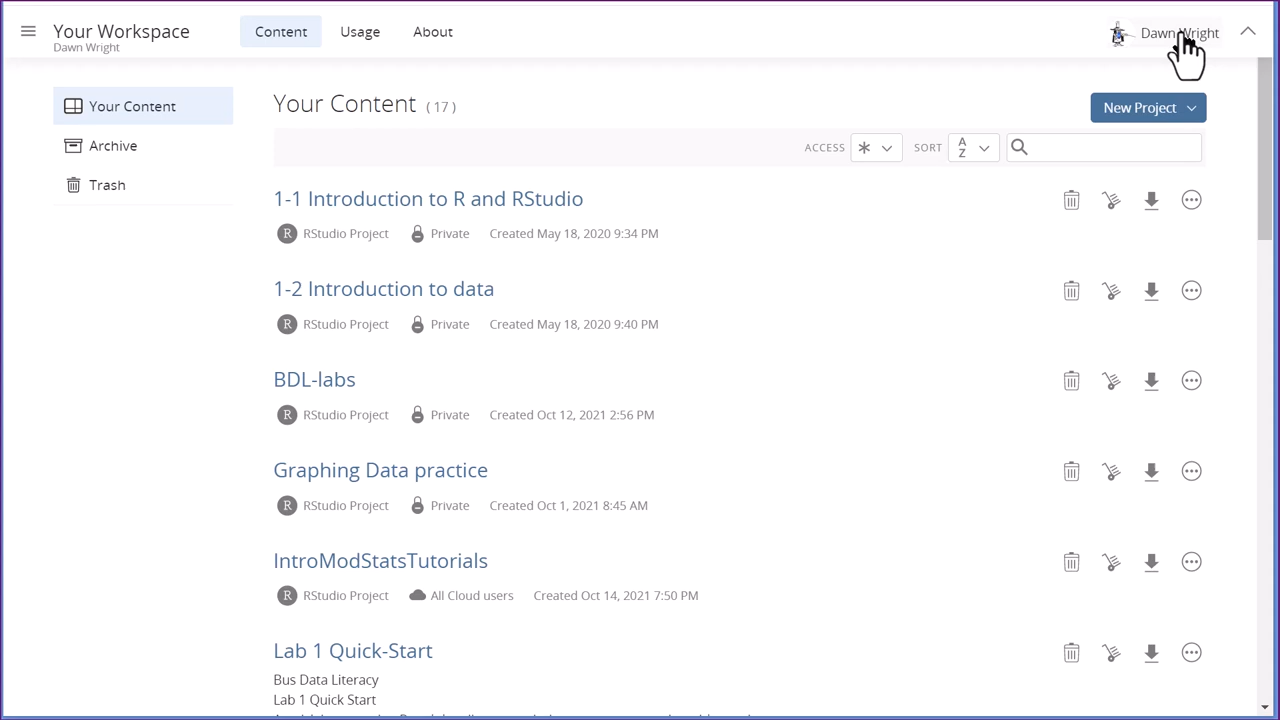 Your Workspace
Dawn Wright
Content
Usage
About
Dawn Wright
Your Content
Archive
Trash
Your Content (17)
New Project
ACCESS
SORT
A
Z
1-1 Introduction to R and RStudio
R RStudio Project Private Created May 18, 2020 9:34 PM
1-2 Introduction to data
R RStudio Project Private Created May 18, 2020 9:40 PM
BDL-labs
R RStudio Project Private Created Oct 12, 2021 2:56 PM
Graphing Data practice
R RStudio Project Private Created Oct 1, 2021 8:45 AM
IntroModStatsTutorials
R RStudio Project All Cloud users Created Oct 14, 2021 7:50 PM
Lab 1 Quick-Start
Bus Data Literacy
Lab 1 Quick Start